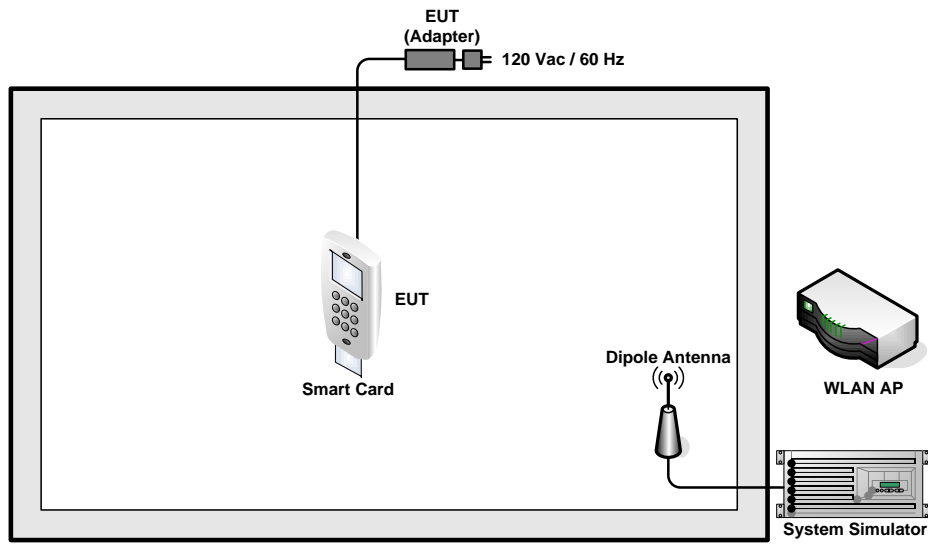 EUT
(Adapter)
120 Vac / 60 Hz
EUT
Smart Card
Dipole Antenna
WLAN AP
System Simulator